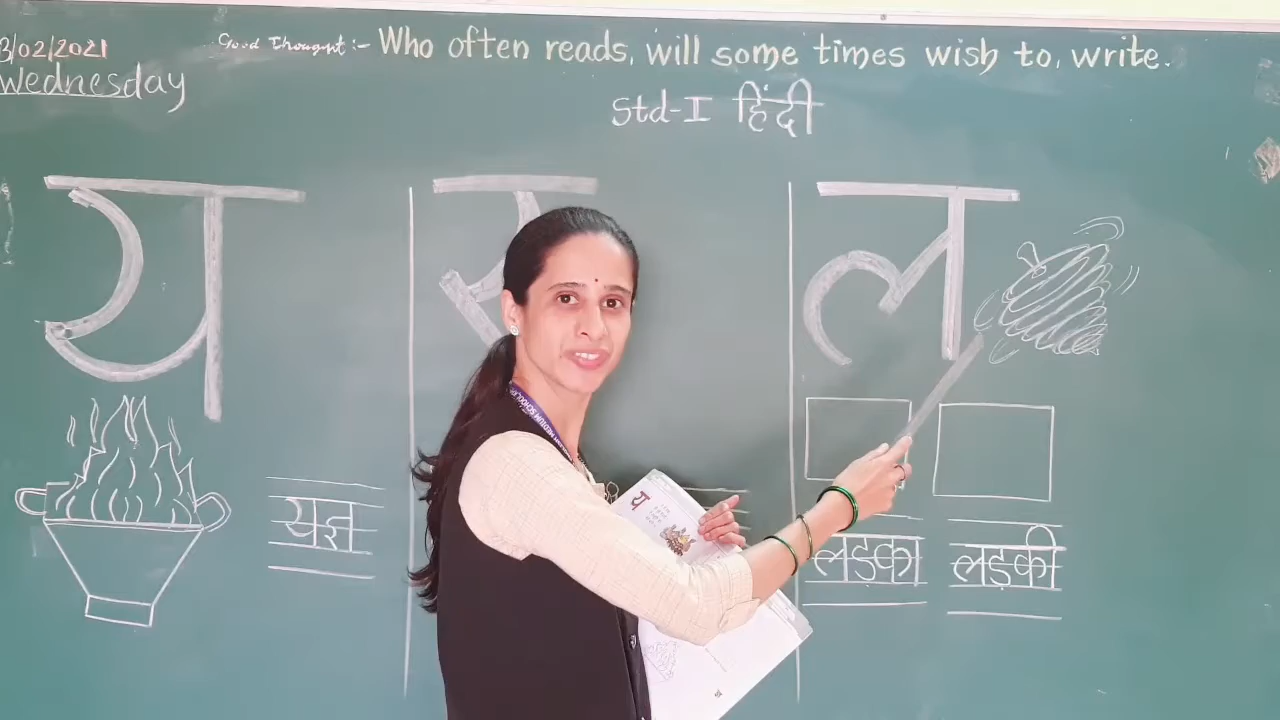 3/02/2021 Good Thought:- Who often reads, will some times wish to, write.
Wednesday
Std-I हिंदी
य
र
ल
यज्ञ
लड़का
लड़की
य